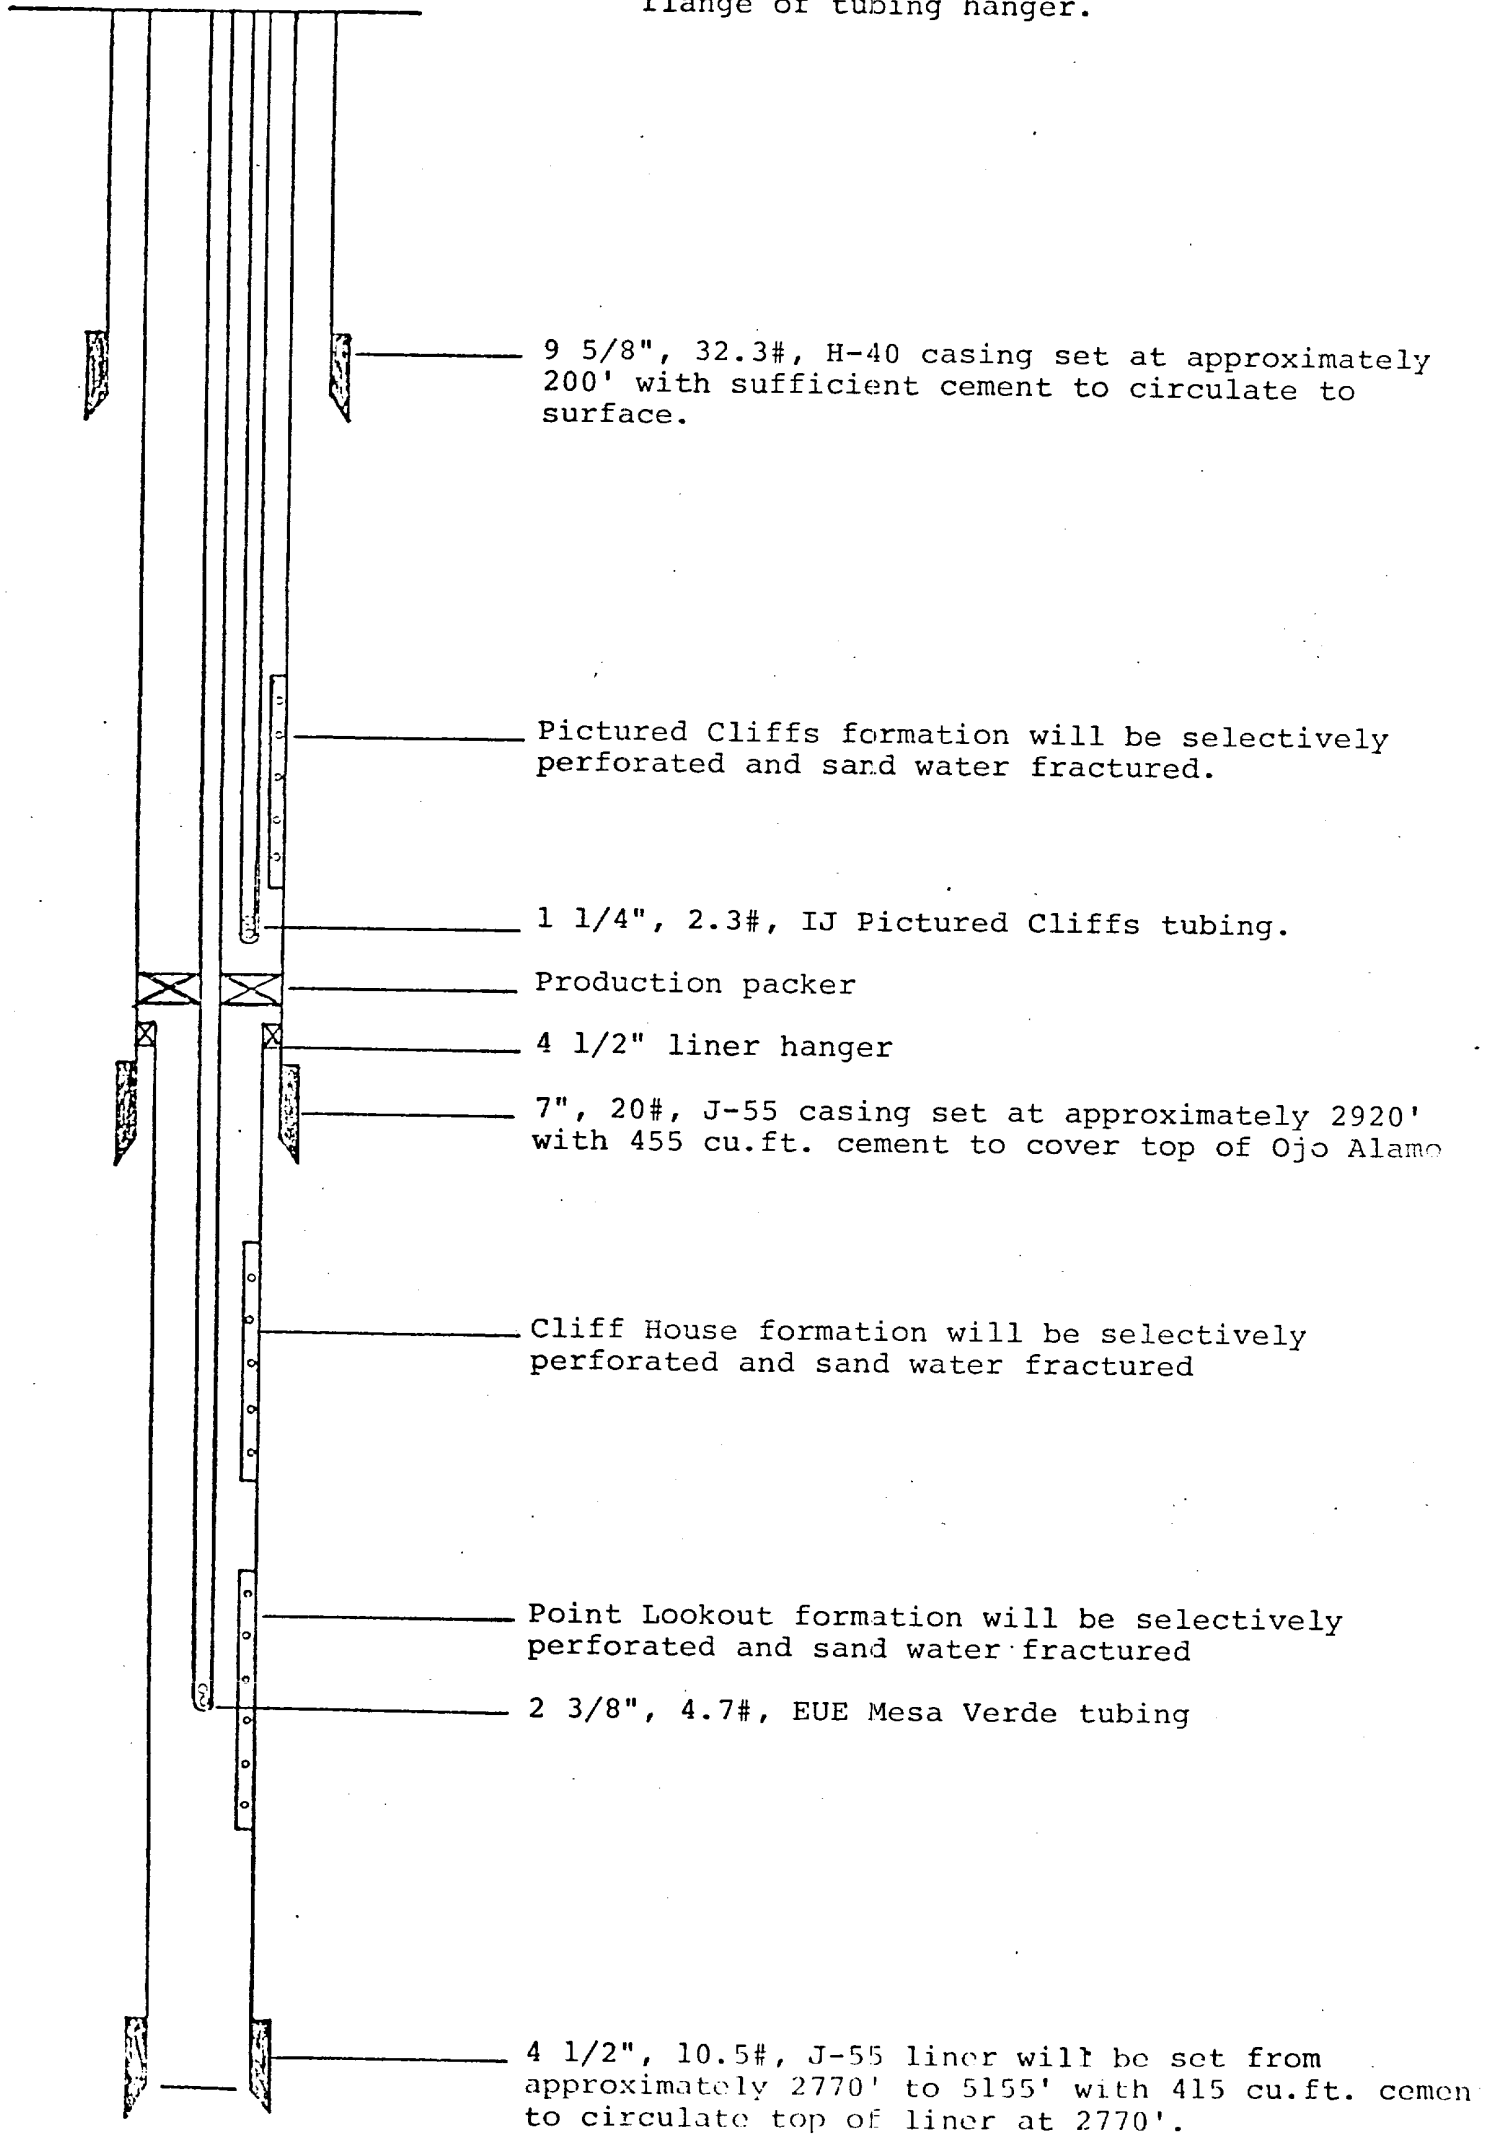 flange or tubing hanger.
9 5/8", 32.3#, H-40 casing set at approximately
200' with sufficient cement to circulate to
surface.
Pictured Cliffs formation will be selectively
perforated and sand water fractured.
1 1/4", 2.3#, IJ Pictured Cliffs tubing.
Production packer
4 1/2" liner hanger
7", 20#, J-55 casing set at approximately 2920'
with 455 cu.ft. cement to cover top of Ojo Alamo
Cliff House formation will be selectively
perforated and sand water fractured
Point Lookout formation will be selectively
perforated and sand water fractured
2 3/8", 4.7#, EUE Mesa Verde tubing
4 1/2", 10.5#, J-55 liner will be set from
approximately 2770' to 5155' with 415 cu.ft. cemen
to circulate top of liner at 2770'.